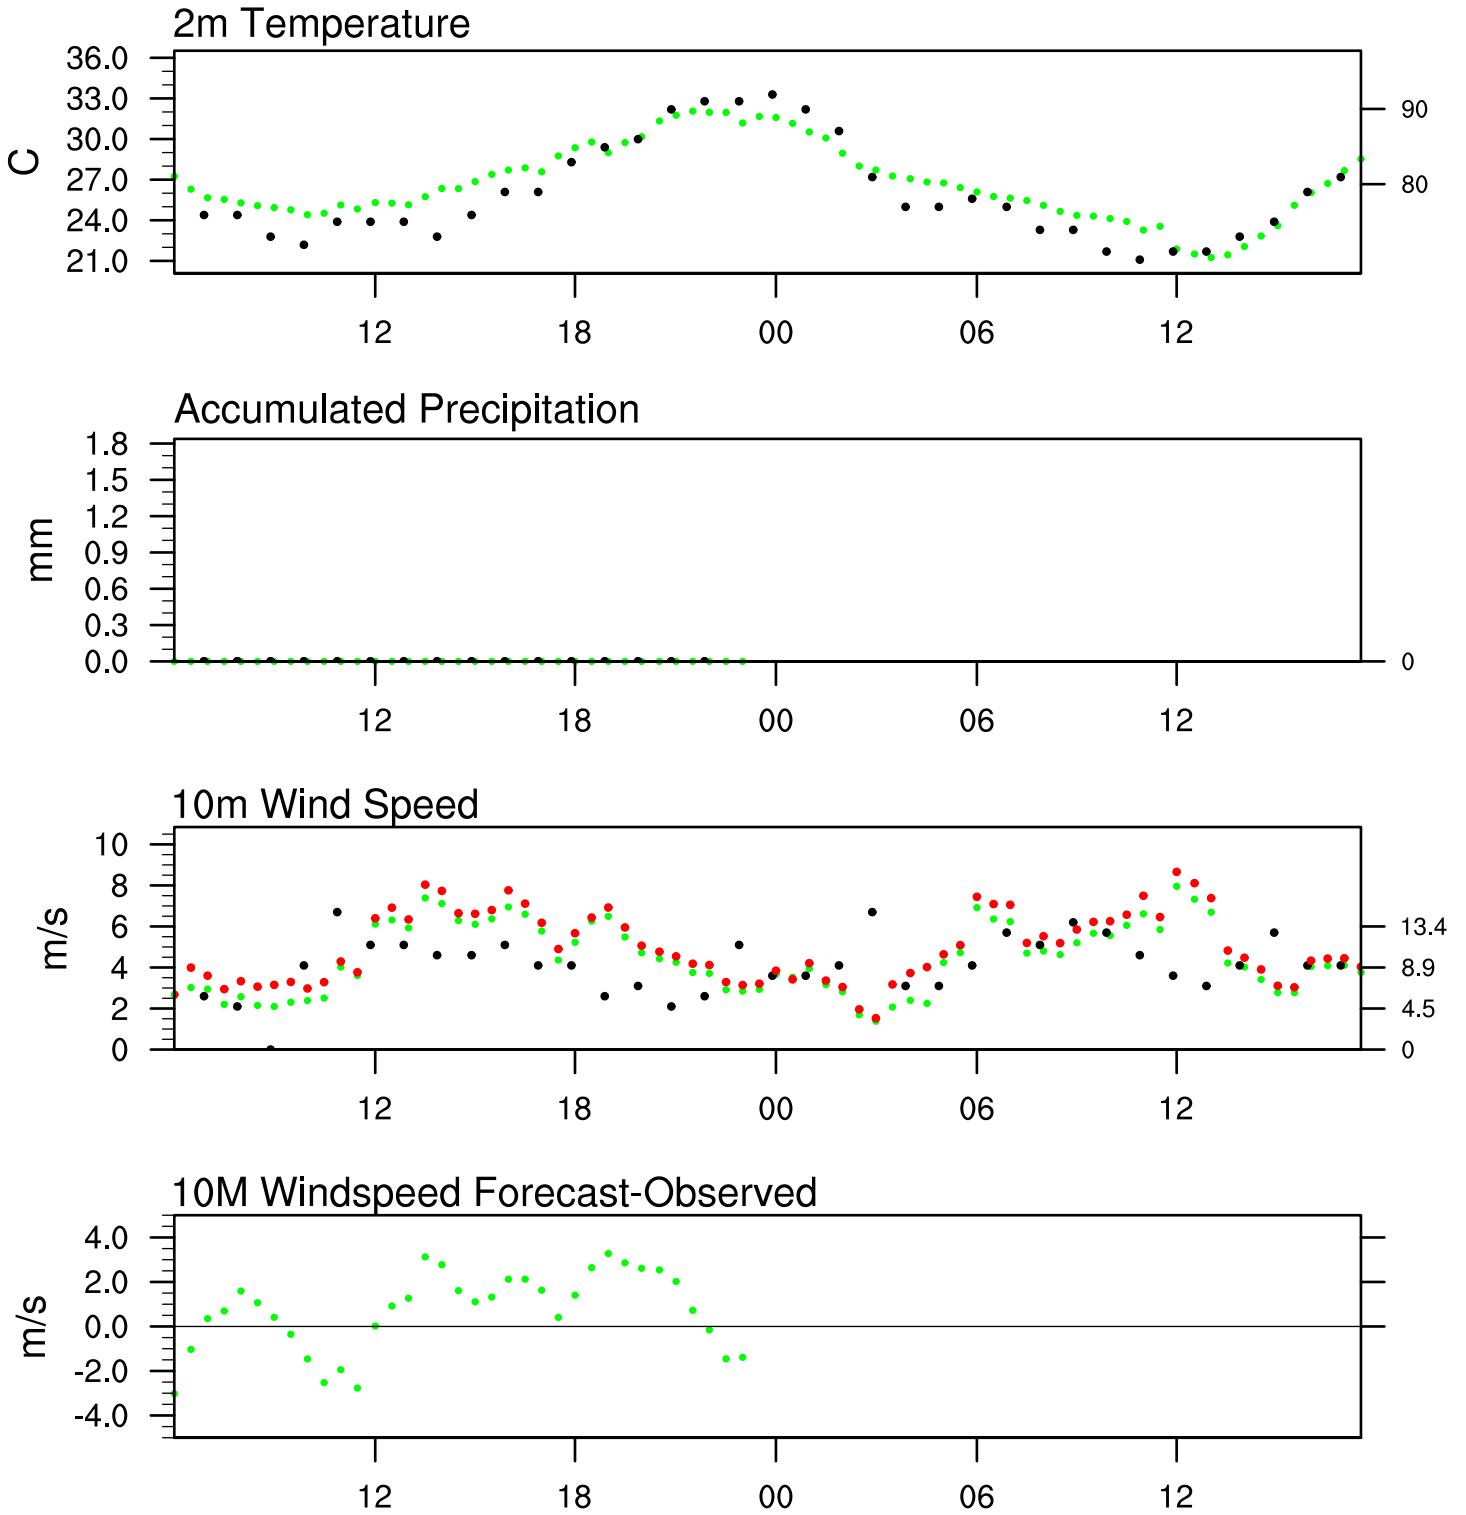 2m Temperature
36.0
33.0
30.0
27.0
24.0
21.0
C
90
80
12 18 00 06 12
Accumulated Precipitation
1.8
1.5
1.2
0.9
0.6
0.3
0.0
mm
0
12 18 00 06 12
10m Wind Speed
10
8
6
4
2
0
m/s
13.4
8.9
4.5
0
12 18 00 06 12
10M Windspeed Forecast-Observed
4.0
2.0
0.0
-2.0
-4.0
m/s
12 18 00 06 12